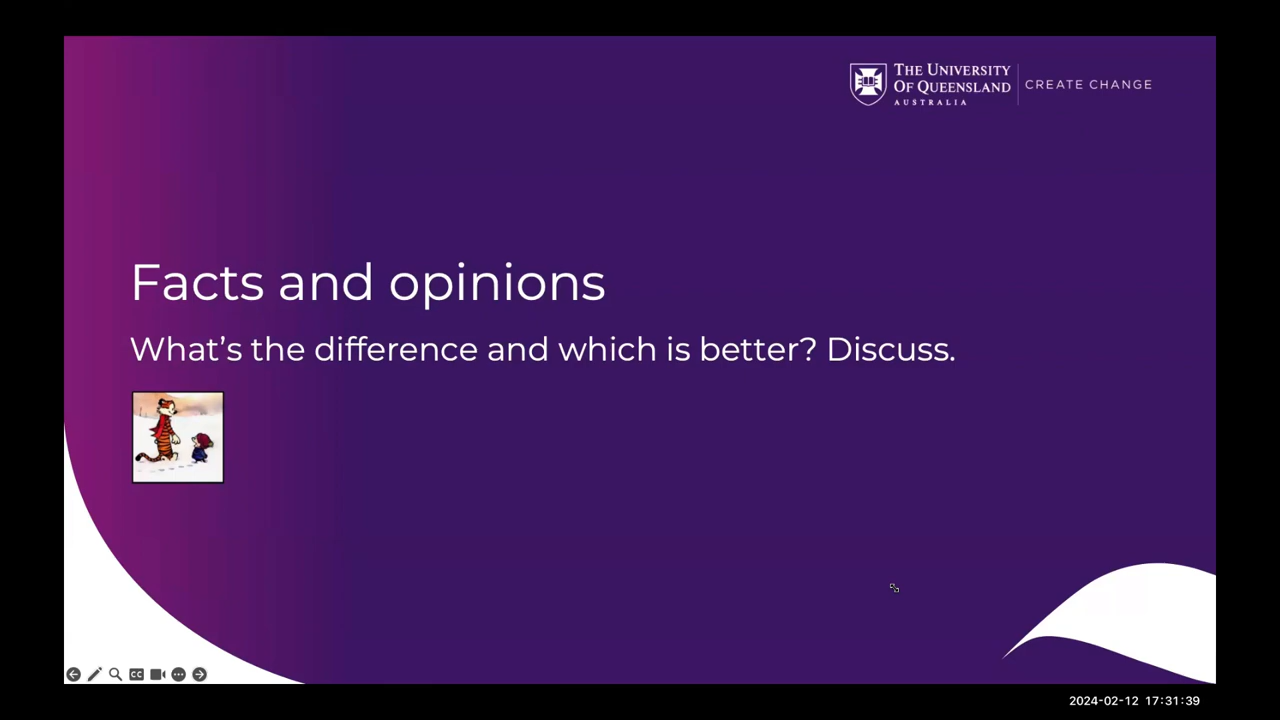 THE UNIVERSITY
OF QUEENSLAND
AUSTRALIA
CREATE CHANGE
Facts and opinions
What's the difference and which is better? Discuss.
CC
2024-02-12 17:31:39